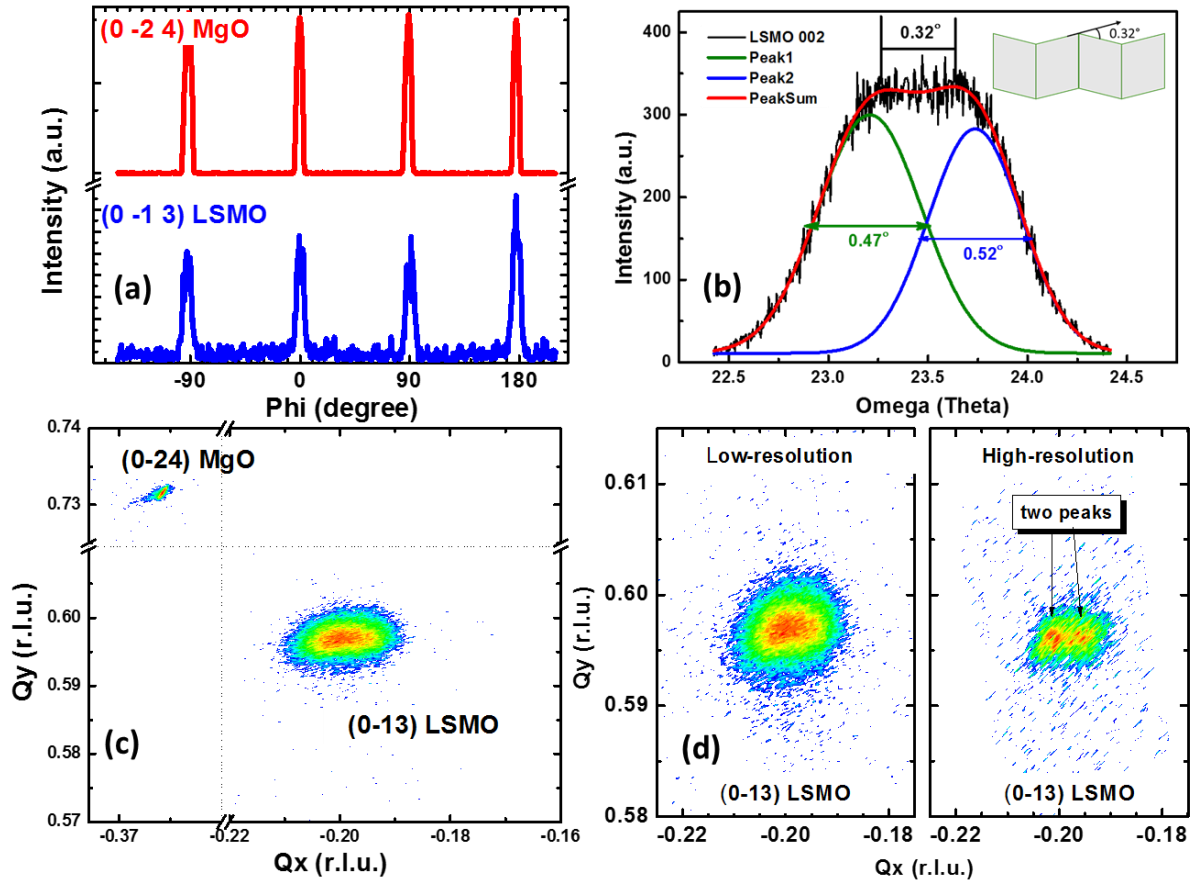 (0 -2 4) MgO
(0 -1 3) LSMO
(a)
Intensity (a.u.)
-90 0 90 180
Phi (degree)
400
300
200
100
0
Intensity (a.u.)
LSMO 002
Peak1
Peak2
PeakSum
0.32°
0.32°
0.47°
0.52°
(b)
22.5 23.0 23.5 24.0 24.5
Omega (Theta)
0.74
0.73
0.60
0.59
0.58
0.57
Qy (r.l.u.)
(0-24) MgO
(0-13) LSMO
(c)
-0.37 -0.22 -0.20 -0.18 -0.16
Qx (r.l.u.)
0.61
0.60
0.59
0.58
Qy (r.l.u.)
Low-resolution
High-resolution
two peaks
(d)
(0-13) LSMO
(0-13) LSMO
-0.22 -0.20 -0.18
-0.22 -0.20 -0.18
Qx (r.l.u.)